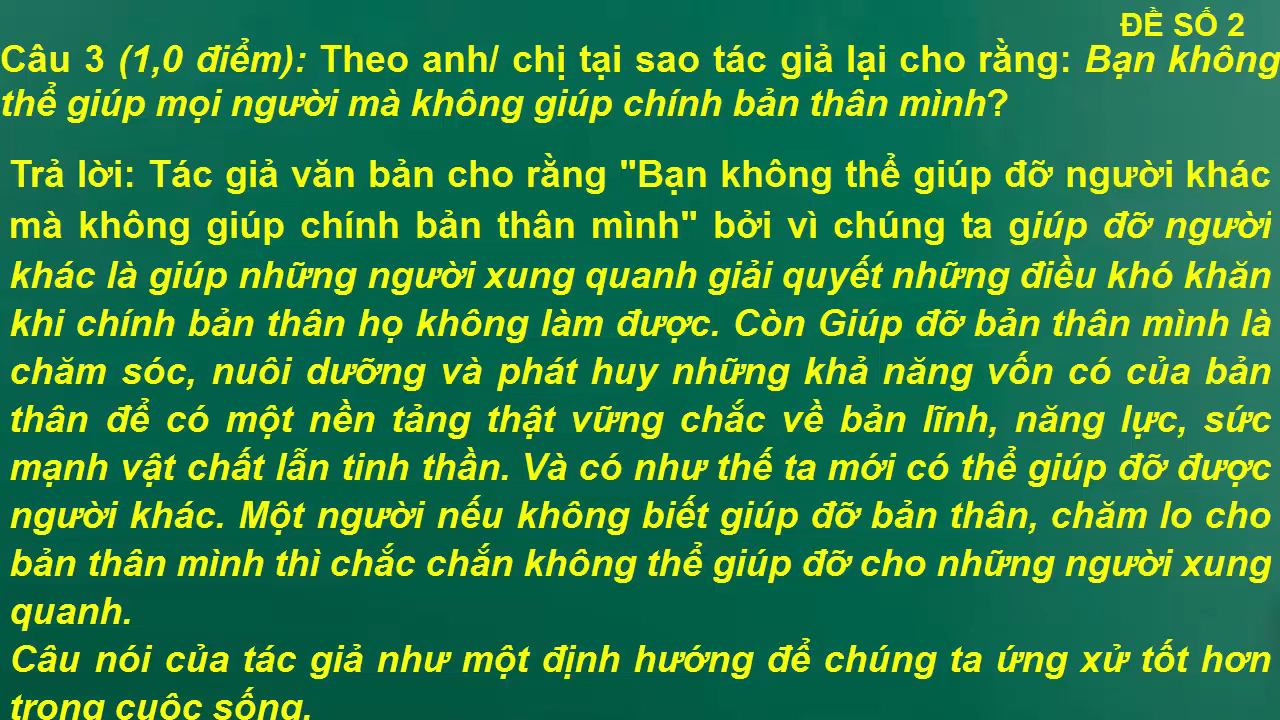 ĐỀ SỐ 2
Câu 3 (1,0 điểm): Theo anh/ chị tại sao tác giả lại cho rằng: Bạn không
thể giúp mọi người mà không giúp chính bản thân mình?
Trả lời: Tác giả văn bản cho rằng "Bạn không thể giúp đỡ người khác
mà không giúp chính bản thân mình" bởi vì chúng ta giúp đỡ người
khác là giúp những người xung quanh giải quyết những điều khó khăn
khi chính bản thân họ không làm được. Còn Giúp đỡ bản thân mình là
chăm sóc, nuôi dưỡng và phát huy những khả năng vốn có của bản
thân để có một nền tảng thật vững chắc về bản lĩnh, năng lực, sức
mạnh vật chất lẫn tinh thần. Và có như thế ta mới có thể giúp đỡ được
người khác. Một người nếu không biết giúp đỡ bản thân, chăm lo cho
bản thân mình thì chắc chắn không thể giúp đỡ cho những người xung
quanh.
Câu nói của tác giả như một định hướng để chúng ta ứng xử tốt hơn
trong cuộc sống.